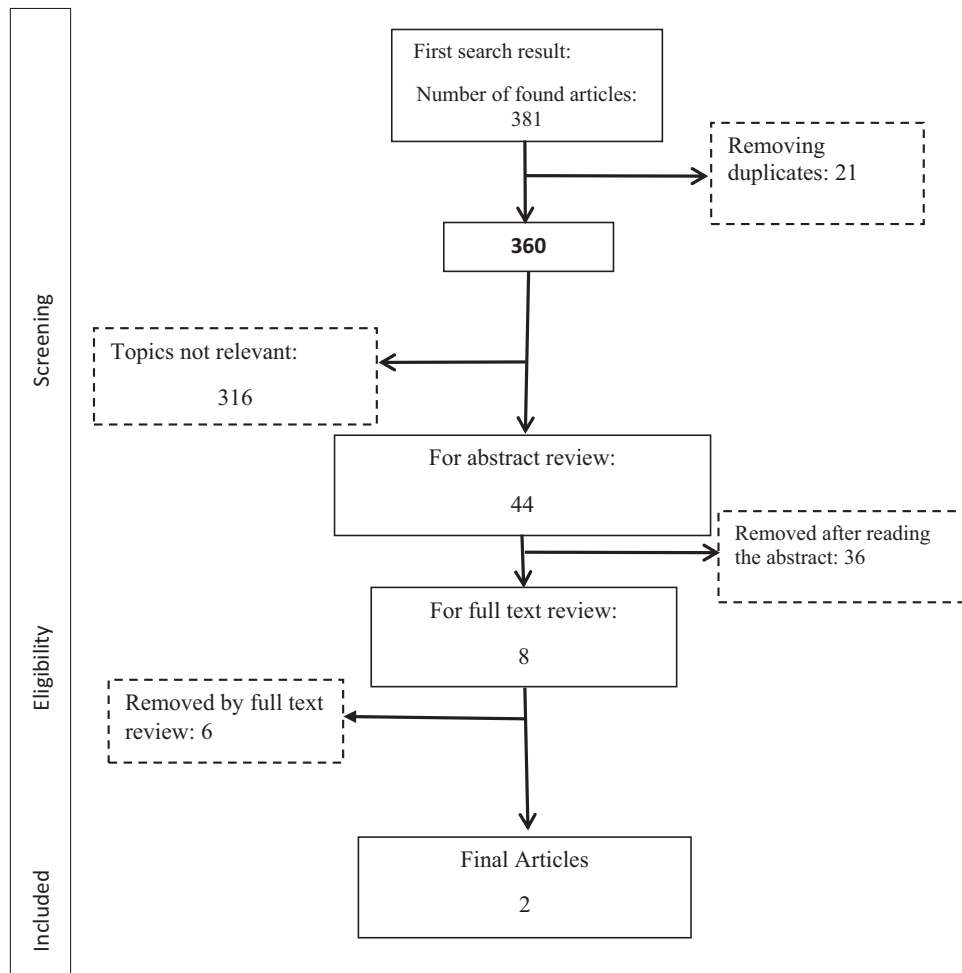 First search result:
Number of found articles:
381
Removing
duplicates: 21
360
Screening
Topics not relevant:
316
For abstract review:
44
Removed after reading
the abstract: 36
For full text review:
8
Eligibility
Removed by full text
review: 6
Final Articles
2
Included